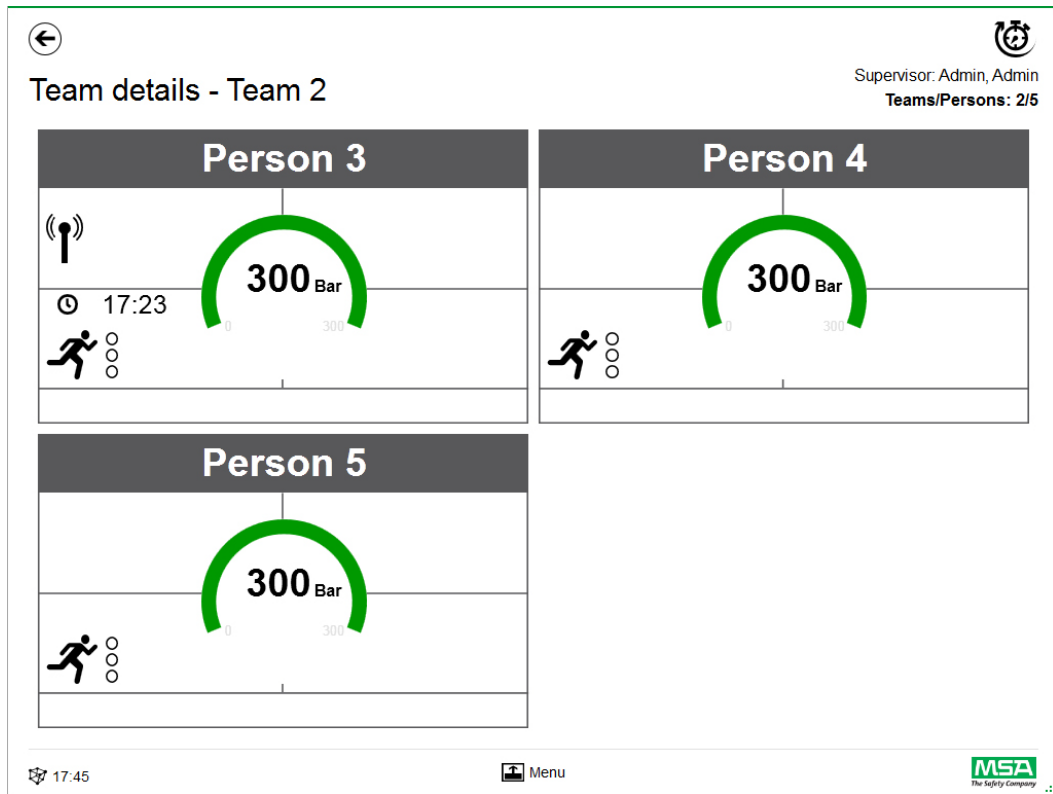 Supervisor: Admin, Admin
Team details - Team 2
Teams/Persons: 2/5
Person 3
Person 4
300 Bar
300 Bar
17:23
0
300
0
300
Person 5
300 Bar
0
300
17:45
Menu
MSA
The Safety Company